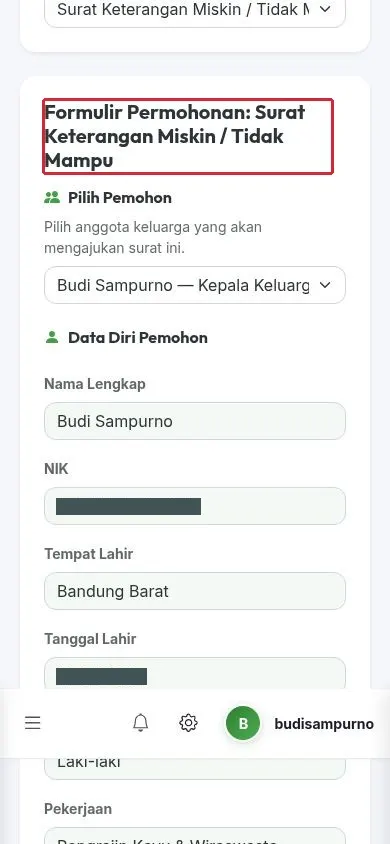 Surat Keterangan Miskin / Tidak
Formulir Permohonan: Surat
Keterangan Miskin / Tidak
Mampu
Pilih Pemohon
Pilih anggota keluarga yang akan
mengajukan surat ini.
Budi Sampurno — Kepala Keluarg
Data Diri Pemohon
Nama Lengkap
Budi Sampurno
NIK
Tempat Lahir
Bandung Barat
Tanggal Lahir
B
budisampurno
Laki-laki
Pekerjaan